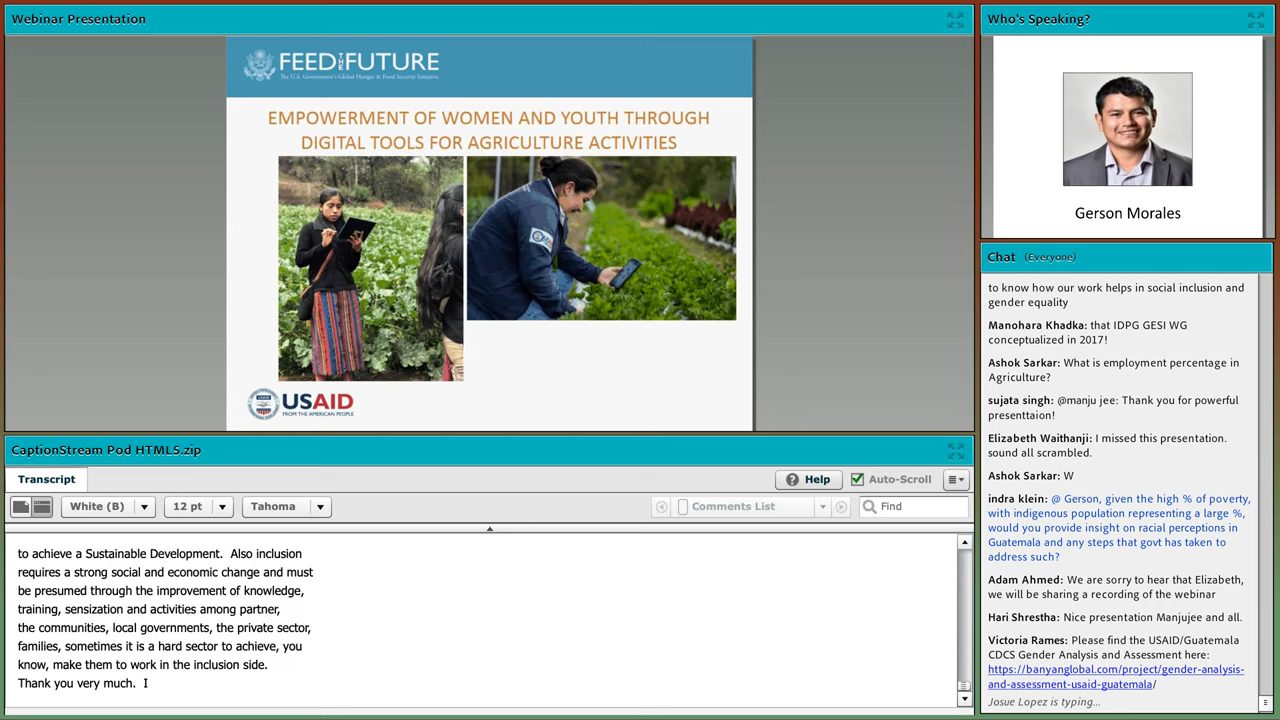 Webinar Presentation
FEED THE FUTURE
The U.S. Government's Global Hunger & Food Security Initiative
EMPOWERMENT OF WOMEN AND YOUTH THROUGH
DIGITAL TOOLS FOR AGRICULTURE ACTIVITIES
USAID
FROM THE AMERICAN PEOPLE
Who's Speaking?
Gerson Morales
Chat (Everyone)
to know how our work helps in social inclusion and
gender equality
Manohara Khadka: that IDPG GESI WG
conceptualized in 2017!
Ashok Sarkar: What is employment percentage in
Agriculture?
sujata singh: @manju jee: Thank you for powerful
presenttaion!
Elizabeth Waithanji: I missed this presentation.
sound all scrambled.
Ashok Sarkar: W
indra klein: @ Gerson, given the high % of poverty,
with indigenous population representing a large %,
would you provide insight on racial perceptions in
Guatemala and any steps that govt has taken to
address such?
Adam Ahmed: We are sorry to hear that Elizabeth,
we will be sharing a recording of the webinar
Hari Shrestha: Nice presentation Manjujee and all.
Victoria Rames: Please find the USAID/Guatemala
CDCS Gender Analysis and Assessment here:
https://banyanglobal.com/project/gender-analysis-
and-assessment-usaid-guatemala/
Josue Lopez is typing...
CaptionStream Pod HTML5.zip
Transcript
Help
Auto-Scroll
White (B)
12 pt
Tahoma
Comments List
Find
to achieve a Sustainable Development.  Also inclusion
requires a strong social and economic change and must
be presumed through the improvement of knowledge,
training, sensization and activities among partner,
the communities, local governments, the private sector,
families, sometimes it is a hard sector to achieve, you
know, make them to work in the inclusion side.
Thank you very much.